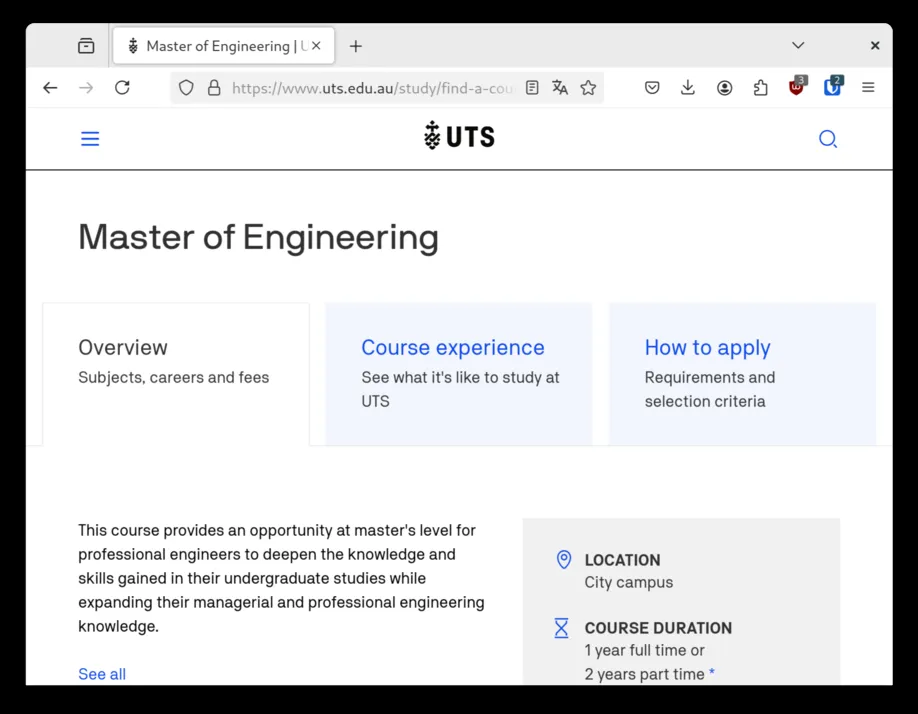 Master of Engineering | U
https://www.uts.edu.au/study/find-a-cou
3
2
UTS
Master of Engineering
Overview
Subjects, careers and fees
Course experience
See what it's like to study at
UTS
How to apply
Requirements and
selection criteria
This course provides an opportunity at master's level for
professional engineers to deepen the knowledge and
skills gained in their undergraduate studies while
expanding their managerial and professional engineering
knowledge.
See all
LOCATION
City campus
COURSE DURATION
1 year full time or
2 years part time *